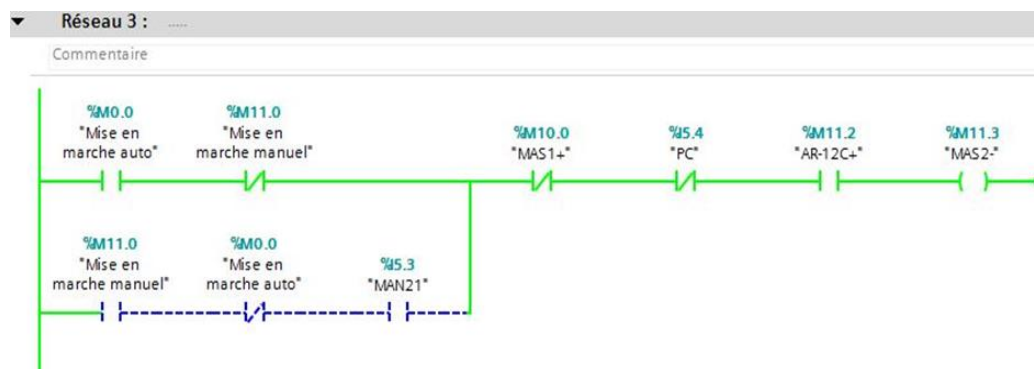 Réseau 3 : .....
Commentaire
%M0.0
"Mise en
marche auto"
%M11.0
"Mise en
marche manuel"
%M10.0
"MAS1+"
%I5.4
"PC"
%M11.2
"AR-12C+"
%M11.3
"MAS2-"
%M11.0
"Mise en
marche manuel"
%M0.0
"Mise en
marche auto"
%I5.3
"MAN21"